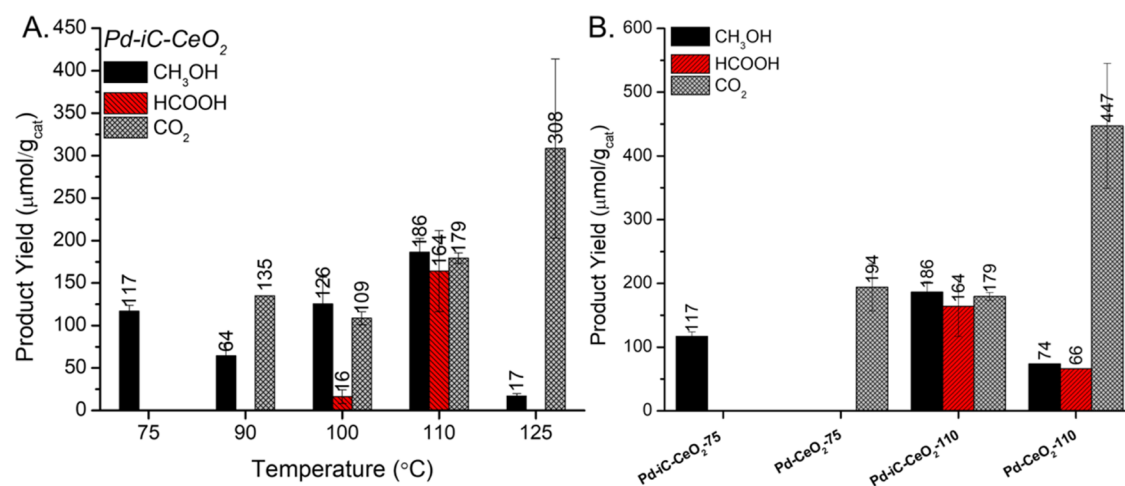 A.
Pd-iC-CeO₂
CH₃OH
HCOOH
CO₂
Product Yield (μmol/g_cat)
450
400
350
300
250
200
150
100
50
0
117
64
135
126
16
109
186
164
179
17
308
75
90
100
110
125
Temperature (°C)
B.
CH₃OH
HCOOH
CO₂
Product Yield (μmol/g_cat)
600
500
400
300
200
100
0
117
194
186
164
179
74
66
447
Pd-iC-CeO₂-75
Pd-CeO₂-75
Pd-iC-CeO₂-110
Pd-CeO₂-110